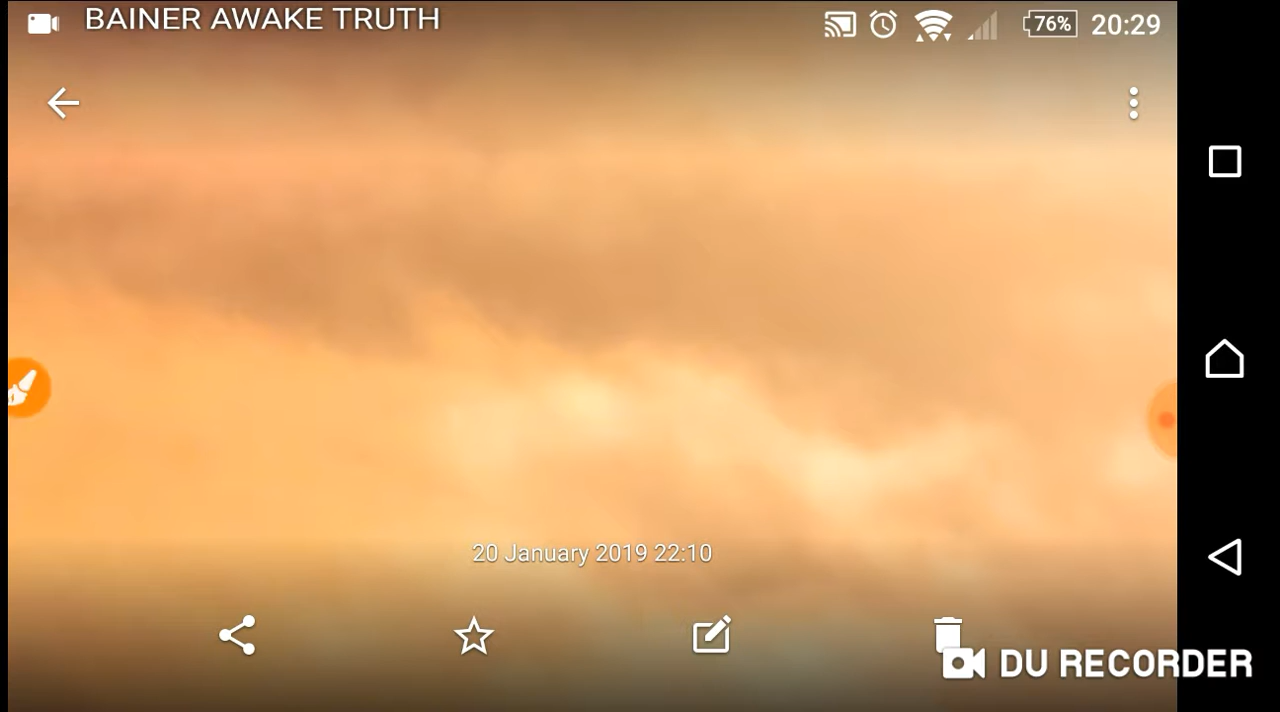 BAINER AWAKE TRUTH
76%
20:29
20 January 2019 22:10
DU RECORDER